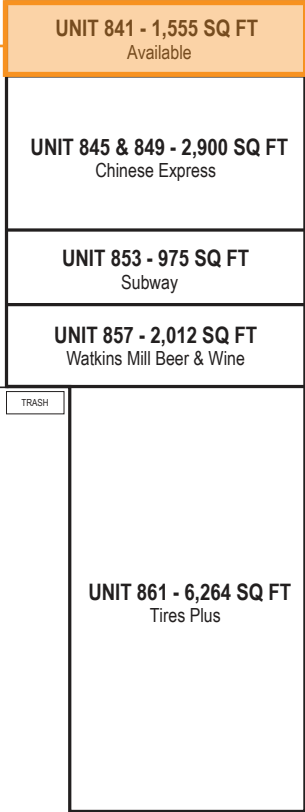 UNIT 841 - 1,555 SQ FT
Available
UNIT 845 & 849 - 2,900 SQ FT
Chinese Express
UNIT 853 - 975 SQ FT
Subway
UNIT 857 - 2,012 SQ FT
Watkins Mill Beer & Wine
TRASH
UNIT 861 - 6,264 SQ FT
Tires Plus